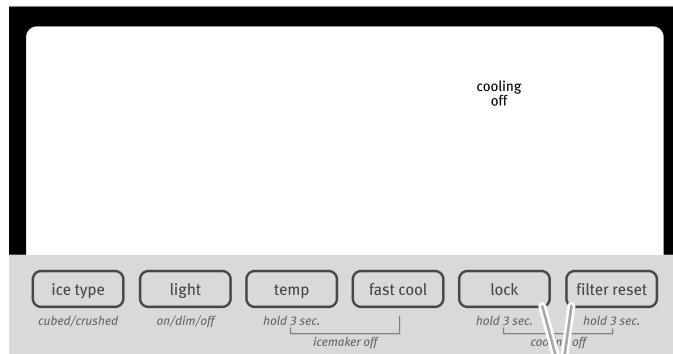 cooling
off
ice type light temp fast cool lock filter reset
cubed/crushed on/dim/off hold 3 sec. hold 3 sec. hold 3 sec.
icemaker off cooling off